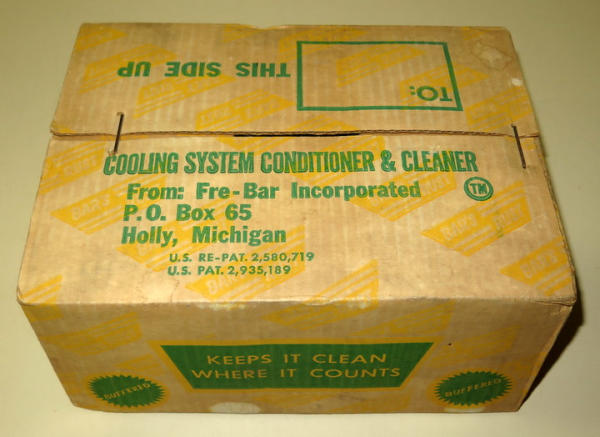 THIS SIDE UP
TO:
COOLING SYSTEM CONDITIONER & CLEANER
From: Fre-Bar Incorporated
TM
P.O. Box 65
Holly, Michigan
U.S. RE-PAT. 2,580,719
U.S. PAT. 2,935,189
KEEPS IT CLEAN
WHERE IT COUNTS
BUFFERED
BUFFERED